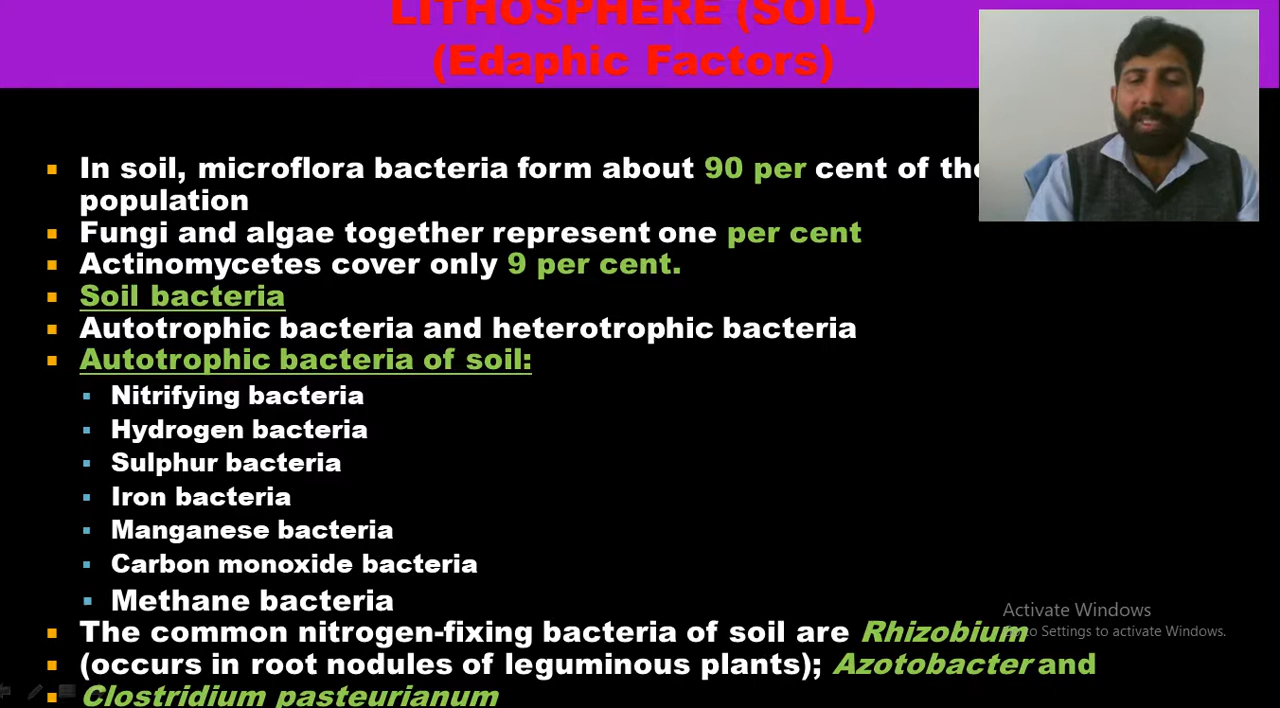 LITHOSPHERE (SOIL)
(Edaphic Factors)
In soil, microflora bacteria form about 90 per cent of the
population
Fungi and algae together represent one per cent
Actinomycetes cover only 9 per cent.
Soil bacteria
Autotrophic bacteria and heterotrophic bacteria
Autotrophic bacteria of soil:
Nitrifying bacteria
Hydrogen bacteria
Sulphur bacteria
Iron bacteria
Manganese bacteria
Carbon monoxide bacteria
Methane bacteria
The common nitrogen-fixing bacteria of soil are Rhizobium
(occurs in root nodules of leguminous plants); Azotobacter and
Clostridium pasteurianum
Activate Windows
Go to Settings to activate Windows.